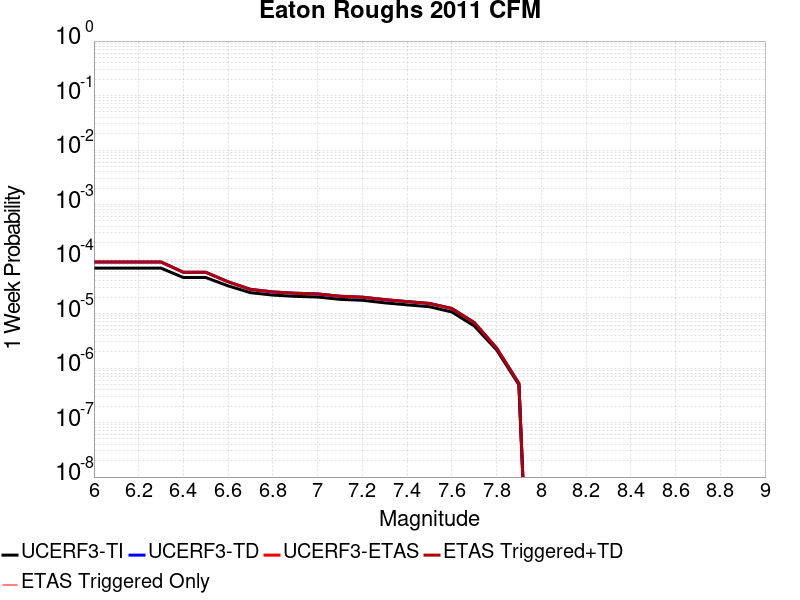 Eaton Roughs 2011 CFM
1 Week Probability
10^0
10^-1
10^-2
10^-3
10^-4
10^-5
10^-6
10^-7
10^-8
6 6.2 6.4 6.6 6.8 7 7.2 7.4 7.6 7.8 8 8.2 8.4 8.6 8.8 9
Magnitude
UCERF3-TI UCERF3-TD UCERF3-ETAS ETAS Triggered+TD
ETAS Triggered Only